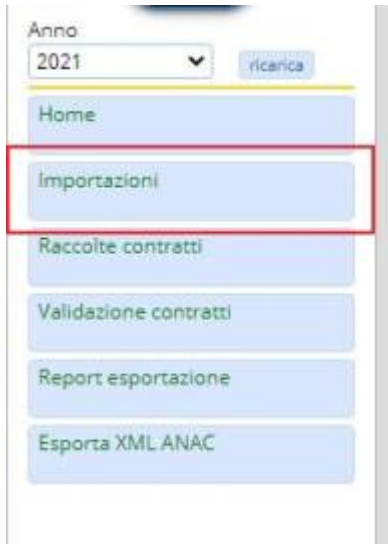 Anno
2021 ricarica
Home
Importazioni
Raccolte contratti
Validazione contratti
Report esportazione
Esporta XML ANAC